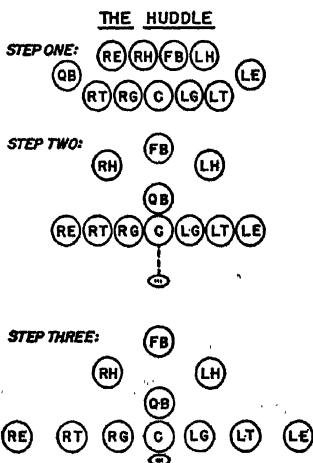 THE HUDDLE
STEP ONE:
RE RH FB LH
QB LE
RT RG C LG LT
STEP TWO:
FB
RH LH
QB
RE RT RG C LG LT LE
STEP THREE:
FB
RH LH
QB
RE RT RG C LG LT LE